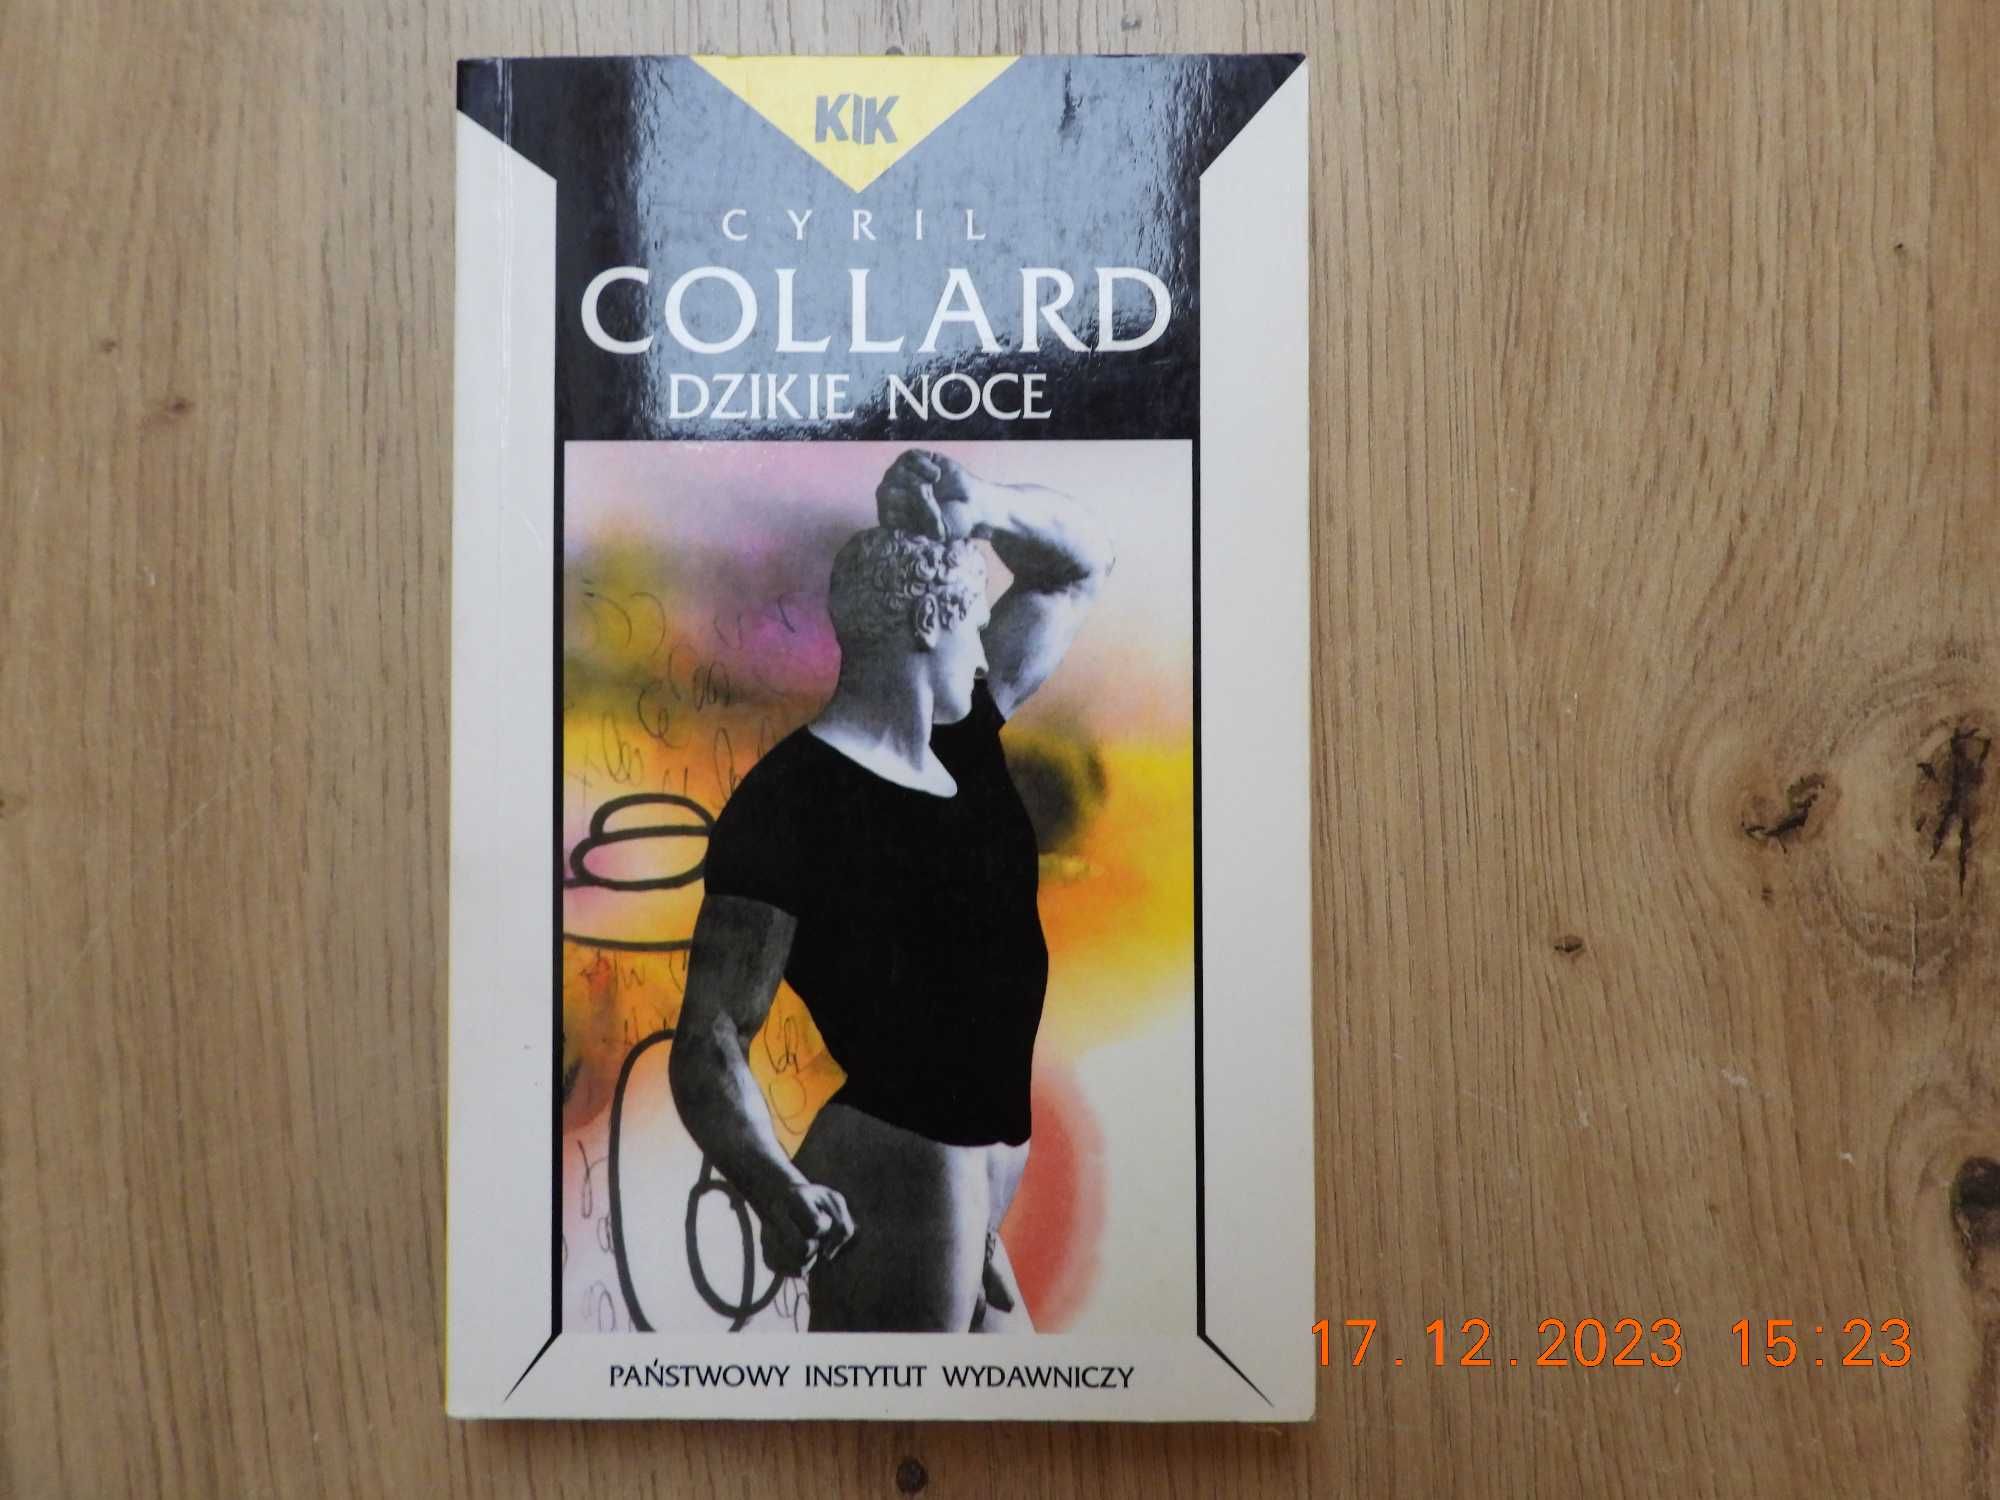 KIK
CYRIL
COLLARD
DZIKIE NOCE
PAŃSTWOWY INSTYTUT WYDAWNICZY
17.12.2023 15:23